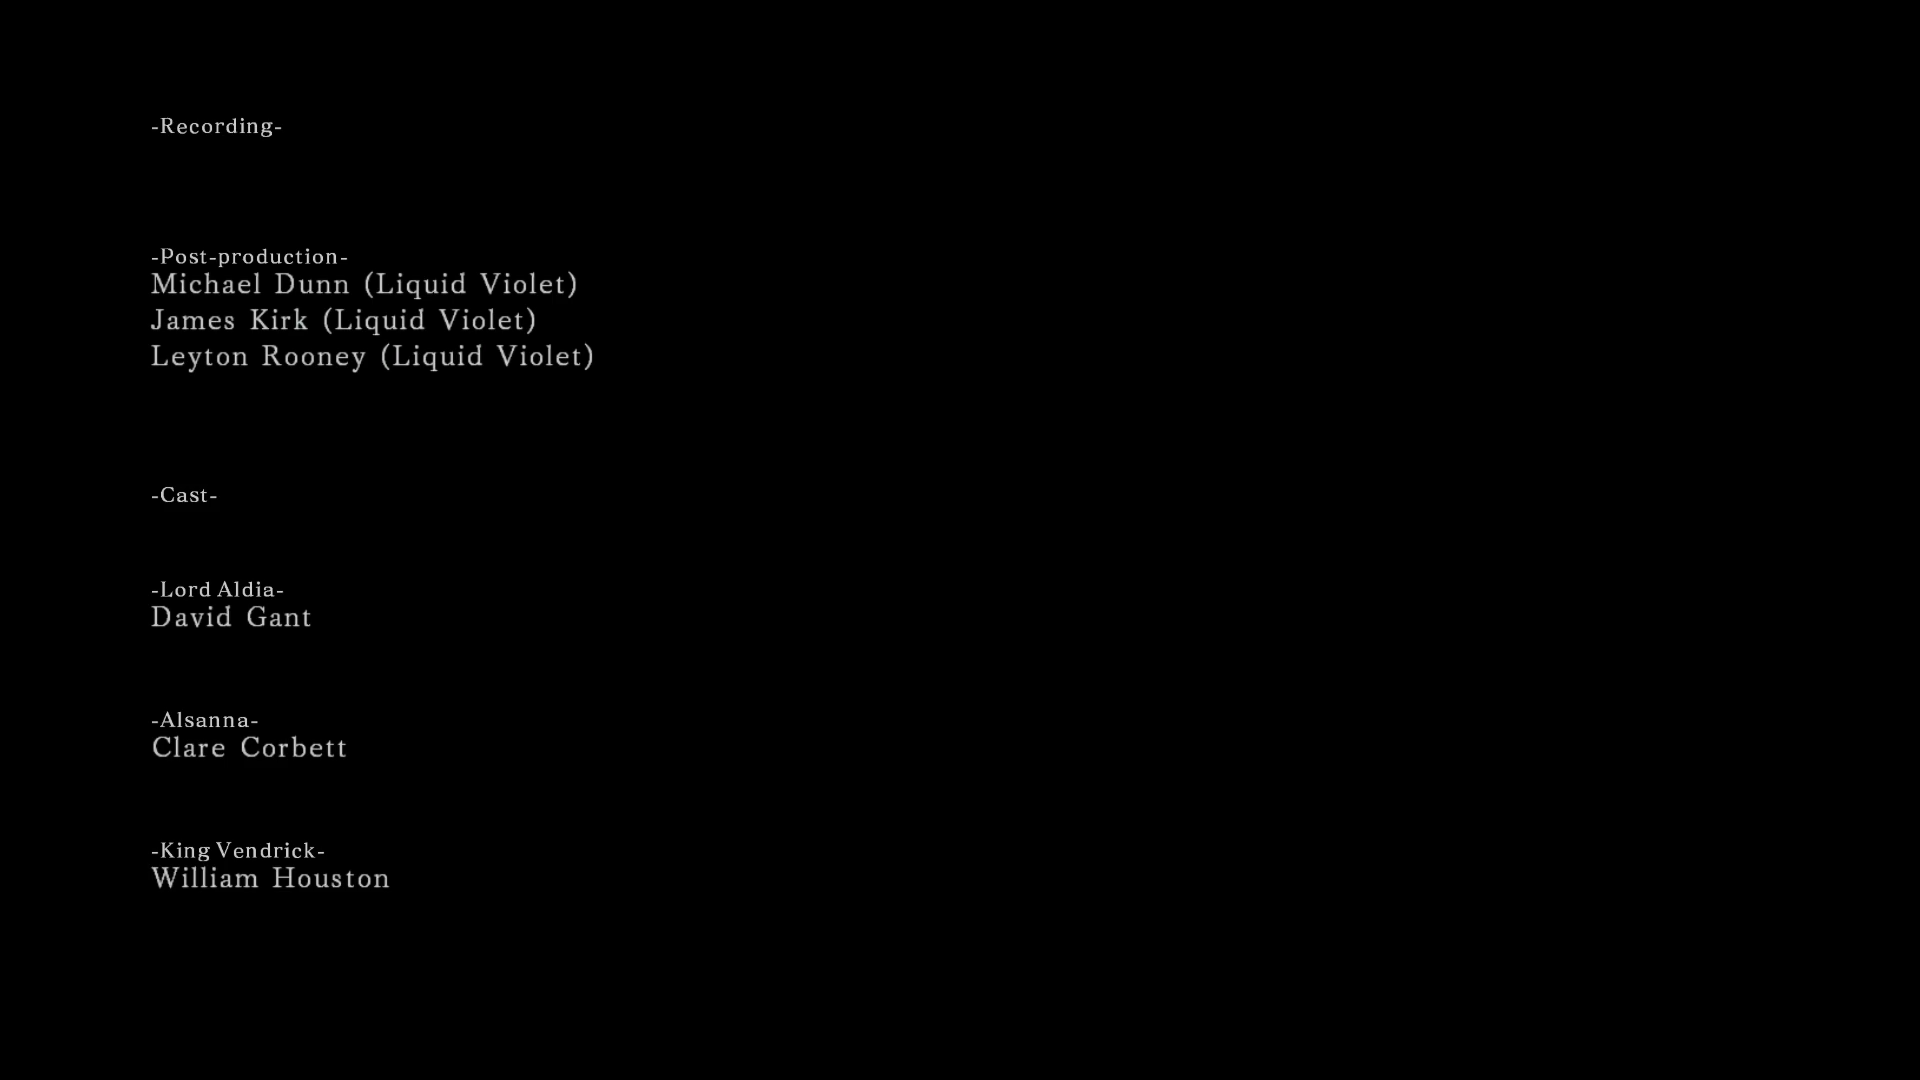 -Recording-
-Post-production-
Michael Dunn (Liquid Violet)
James Kirk (Liquid Violet)
Leyton Rooney (Liquid Violet)
-Cast-
-Lord Aldia-
David Gant
-Alsanna-
Clare Corbett
-King Vendrick-
William Houston